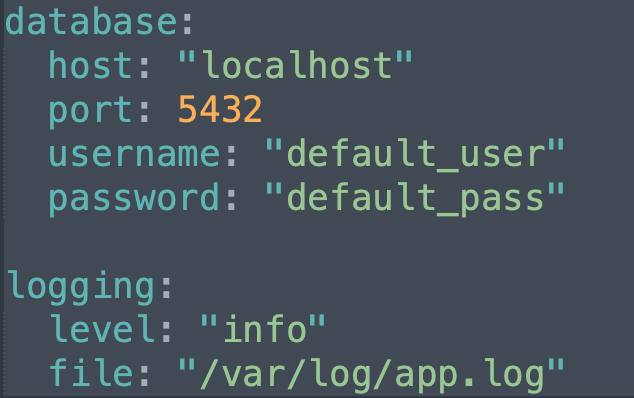 database:
  host: "localhost"
  port: 5432
  username: "default_user"
  password: "default_pass"

logging:
  level: "info"
  file: "/var/log/app.log"